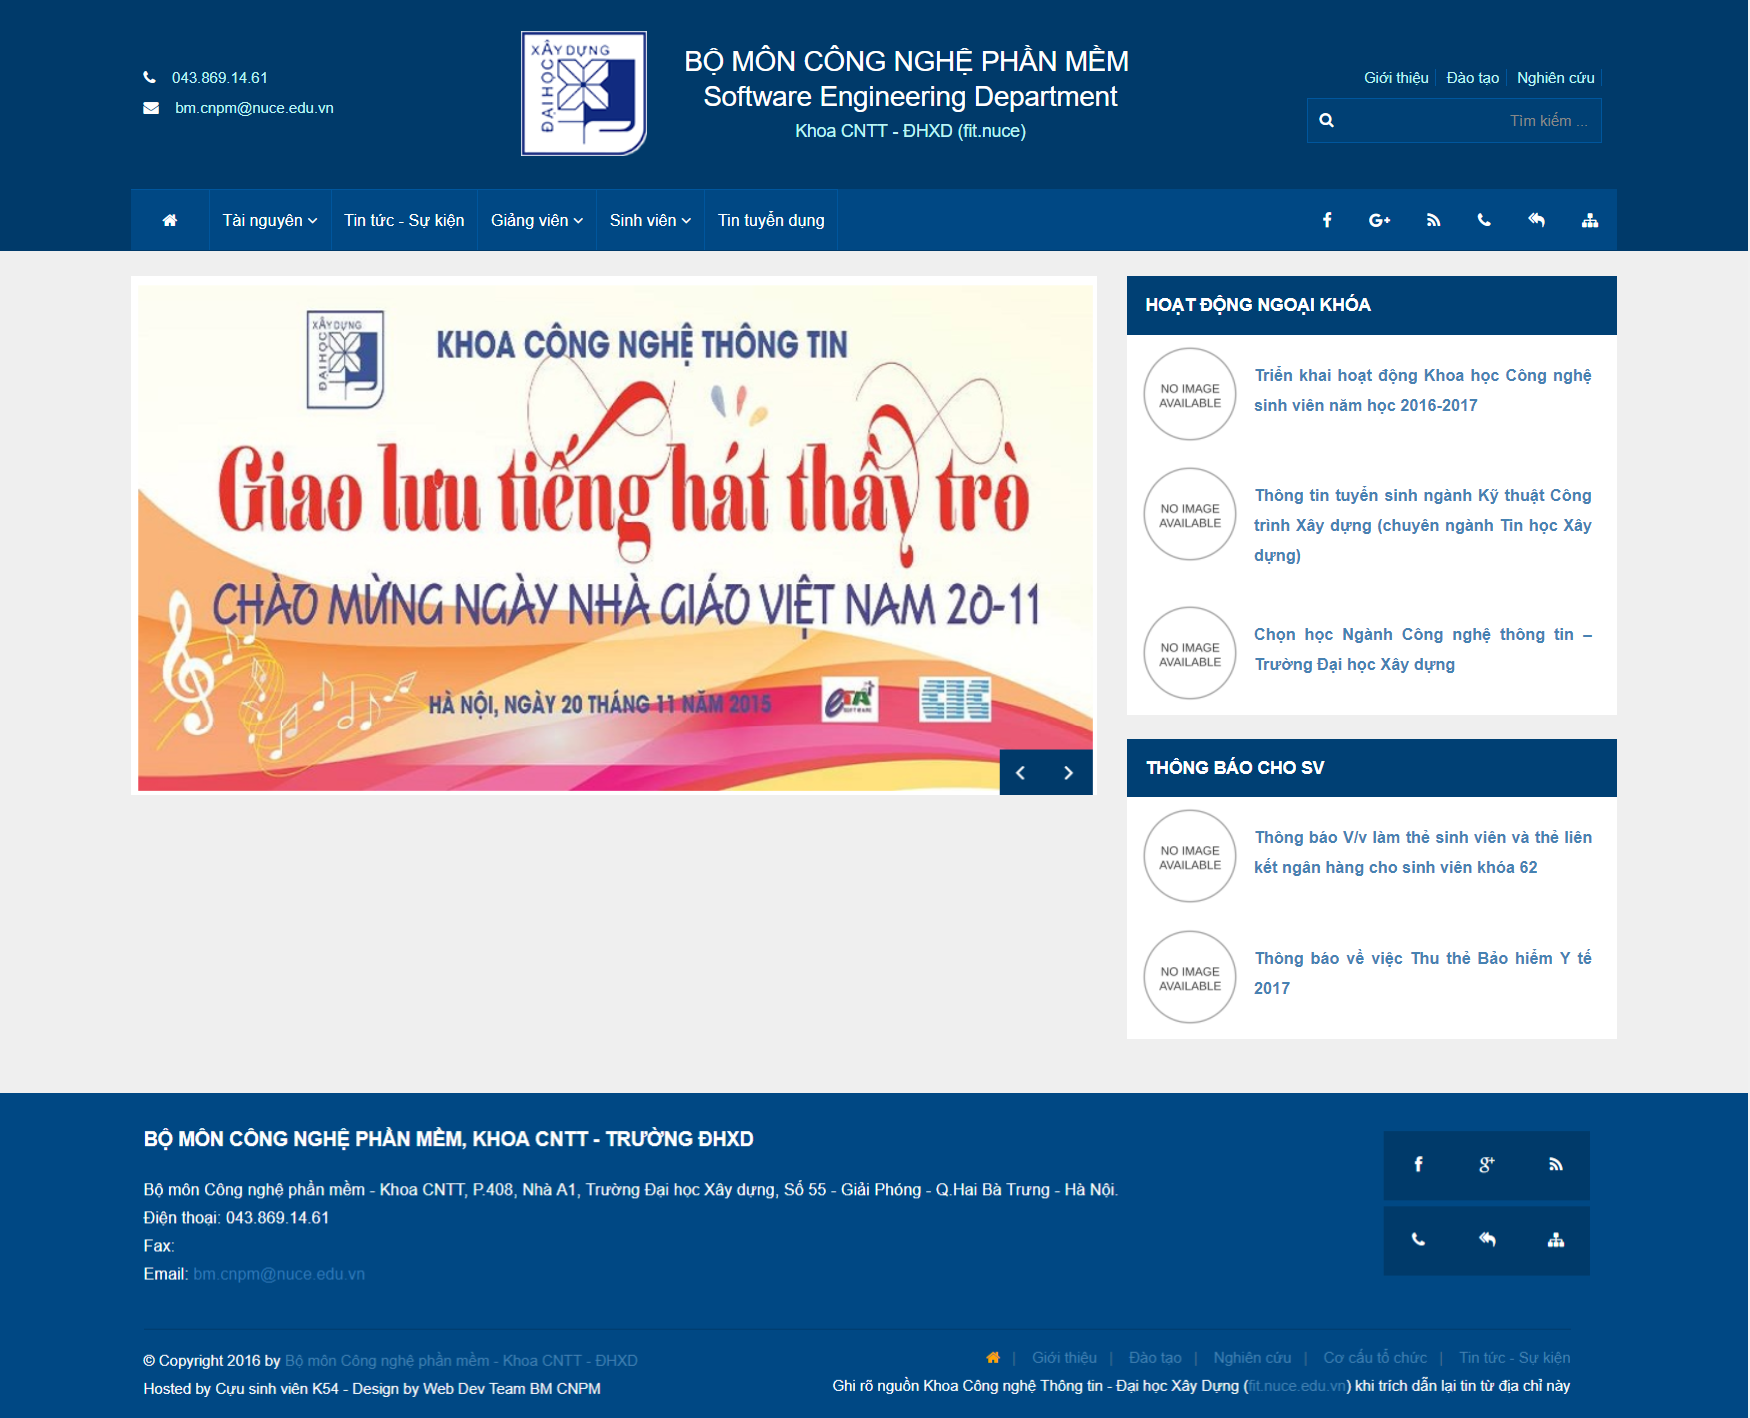 043.869.14.61
bm.cnpm@nuce.edu.vn
XÂY DỰNG
ĐẠI HỌC
BỘ MÔN CÔNG NGHỆ PHẦN MỀM
Software Engineering Department
Khoa CNTT - ĐHXD (fit.nuce)
Giới thiệu
Đào tạo
Nghiên cứu
Tìm kiếm ...
Tài nguyên
Tin tức - Sự kiện
Giảng viên
Sinh viên
Tin tuyển dụng
XÂY DỰNG
ĐẠI HỌC
KHOA CÔNG NGHỆ THÔNG TIN
Giao lưu tiếng hát thầy trò
CHÀO MỪNG NGÀY NHÀ GIÁO VIỆT NAM 20-11
HÀ NỘI, NGÀY 20 THÁNG 11 NĂM 2015
eTA
SOFTWARE
CIC
HOẠT ĐỘNG NGOẠI KHÓA
NO IMAGE
AVAILABLE
Triển khai hoạt động Khoa học Công nghệ
sinh viên năm học 2016-2017
NO IMAGE
AVAILABLE
Thông tin tuyển sinh ngành Kỹ thuật Công
trình Xây dựng (chuyên ngành Tin học Xây
dựng)
NO IMAGE
AVAILABLE
Chọn học Ngành Công nghệ thông tin –
Trường Đại học Xây dựng
THÔNG BÁO CHO SV
NO IMAGE
AVAILABLE
Thông báo V/v làm thẻ sinh viên và thẻ liên
kết ngân hàng cho sinh viên khóa 62
NO IMAGE
AVAILABLE
Thông báo về việc Thu thẻ Bảo hiểm Y tế
2017
BỘ MÔN CÔNG NGHỆ PHẦN MỀM, KHOA CNTT - TRƯỜNG ĐHXD
Bộ môn Công nghệ phần mềm - Khoa CNTT, P.408, Nhà A1, Trường Đại học Xây dựng, Số 55 - Giải Phóng - Q.Hai Bà Trưng - Hà Nội.
Điện thoại: 043.869.14.61
Fax:
Email: bm.cnpm@nuce.edu.vn
© Copyright 2016 by Bộ môn Công nghệ phần mềm - Khoa CNTT - ĐHXD
Hosted by Cựu sinh viên K54 - Design by Web Dev Team BM CNPM
| Giới thiệu | Đào tạo | Nghiên cứu | Cơ cấu tổ chức | Tin tức - Sự kiện
Ghi rõ nguồn Khoa Công nghệ Thông tin - Đại học Xây Dựng (fit.nuce.edu.vn) khi trích dẫn lại tin từ địa chỉ này